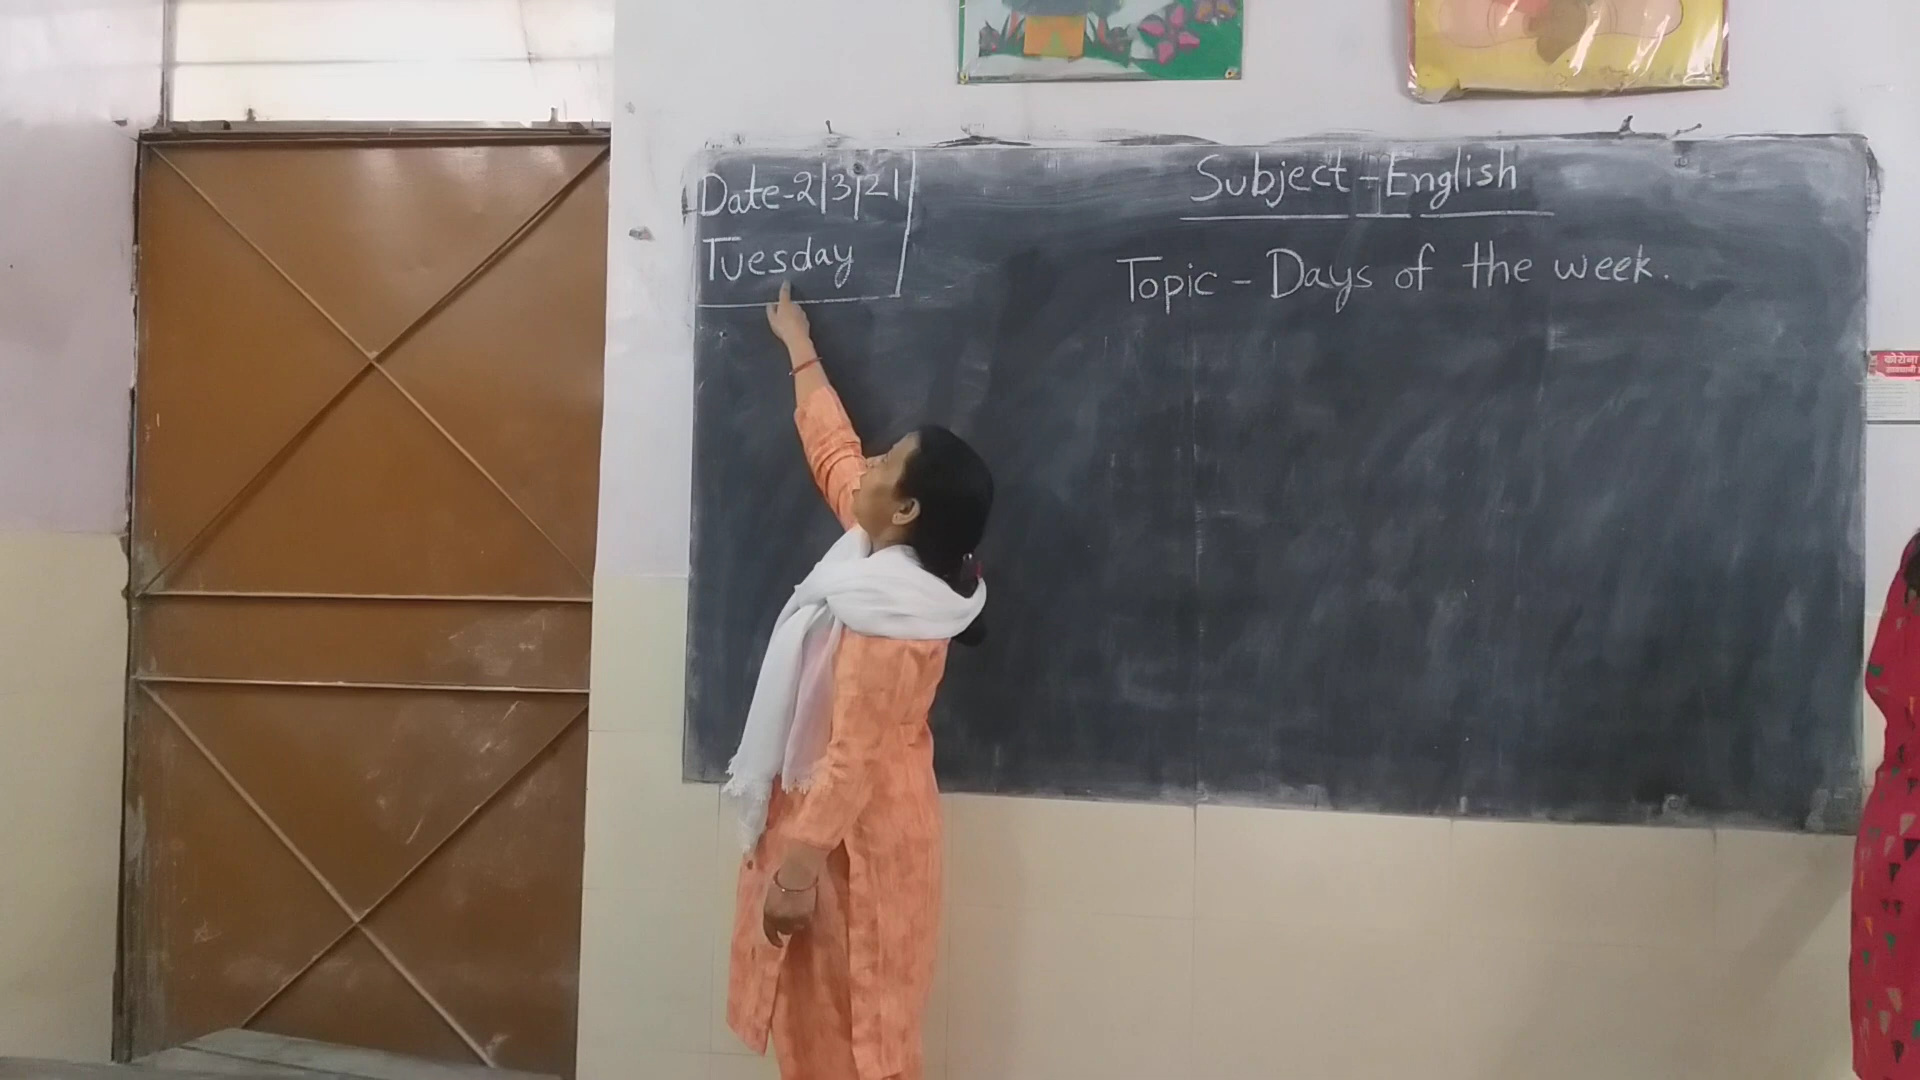 Date-2/3/21
Tuesday
Subject-English
Topic - Days of the week.
कोरोना